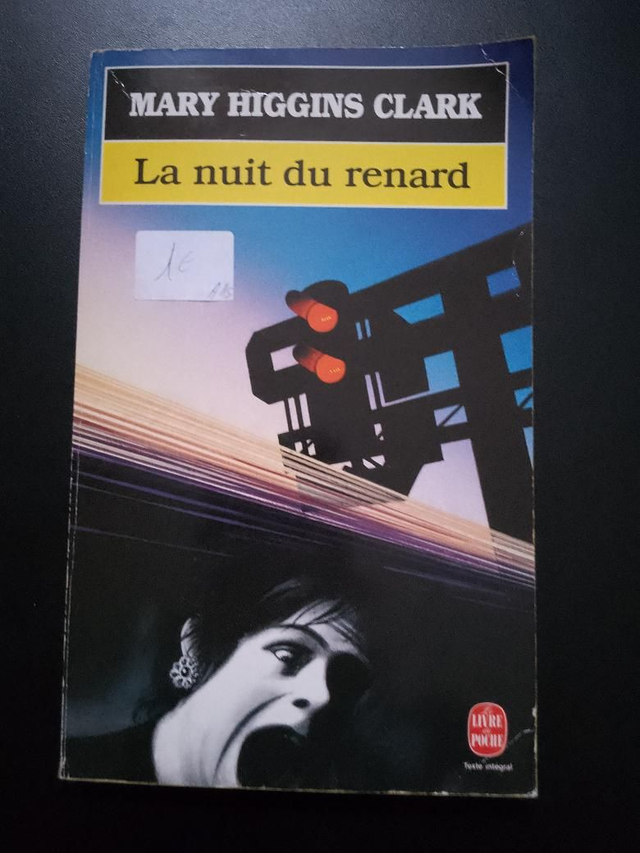 MARY HIGGINS CLARK
La nuit du renard
1€
LE LIVRE
DE POCHE
Texte intégral